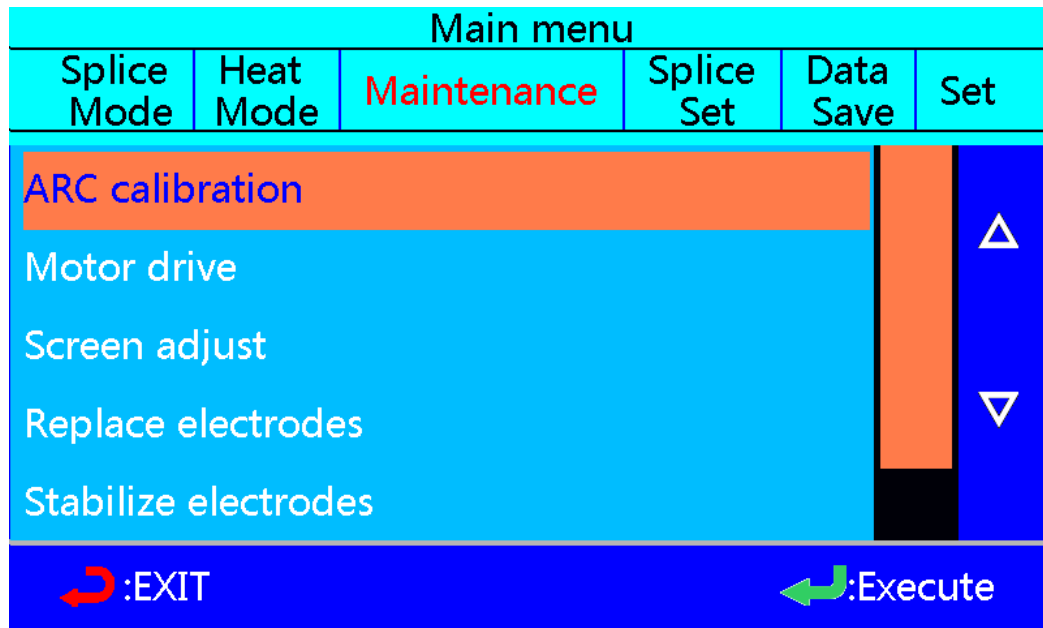 Main menu
Splice Mode
Heat Mode
Maintenance
Splice Set
Data Save
Set
ARC calibration
Motor drive
Screen adjust
Replace electrodes
Stabilize electrodes
:EXIT
:Execute